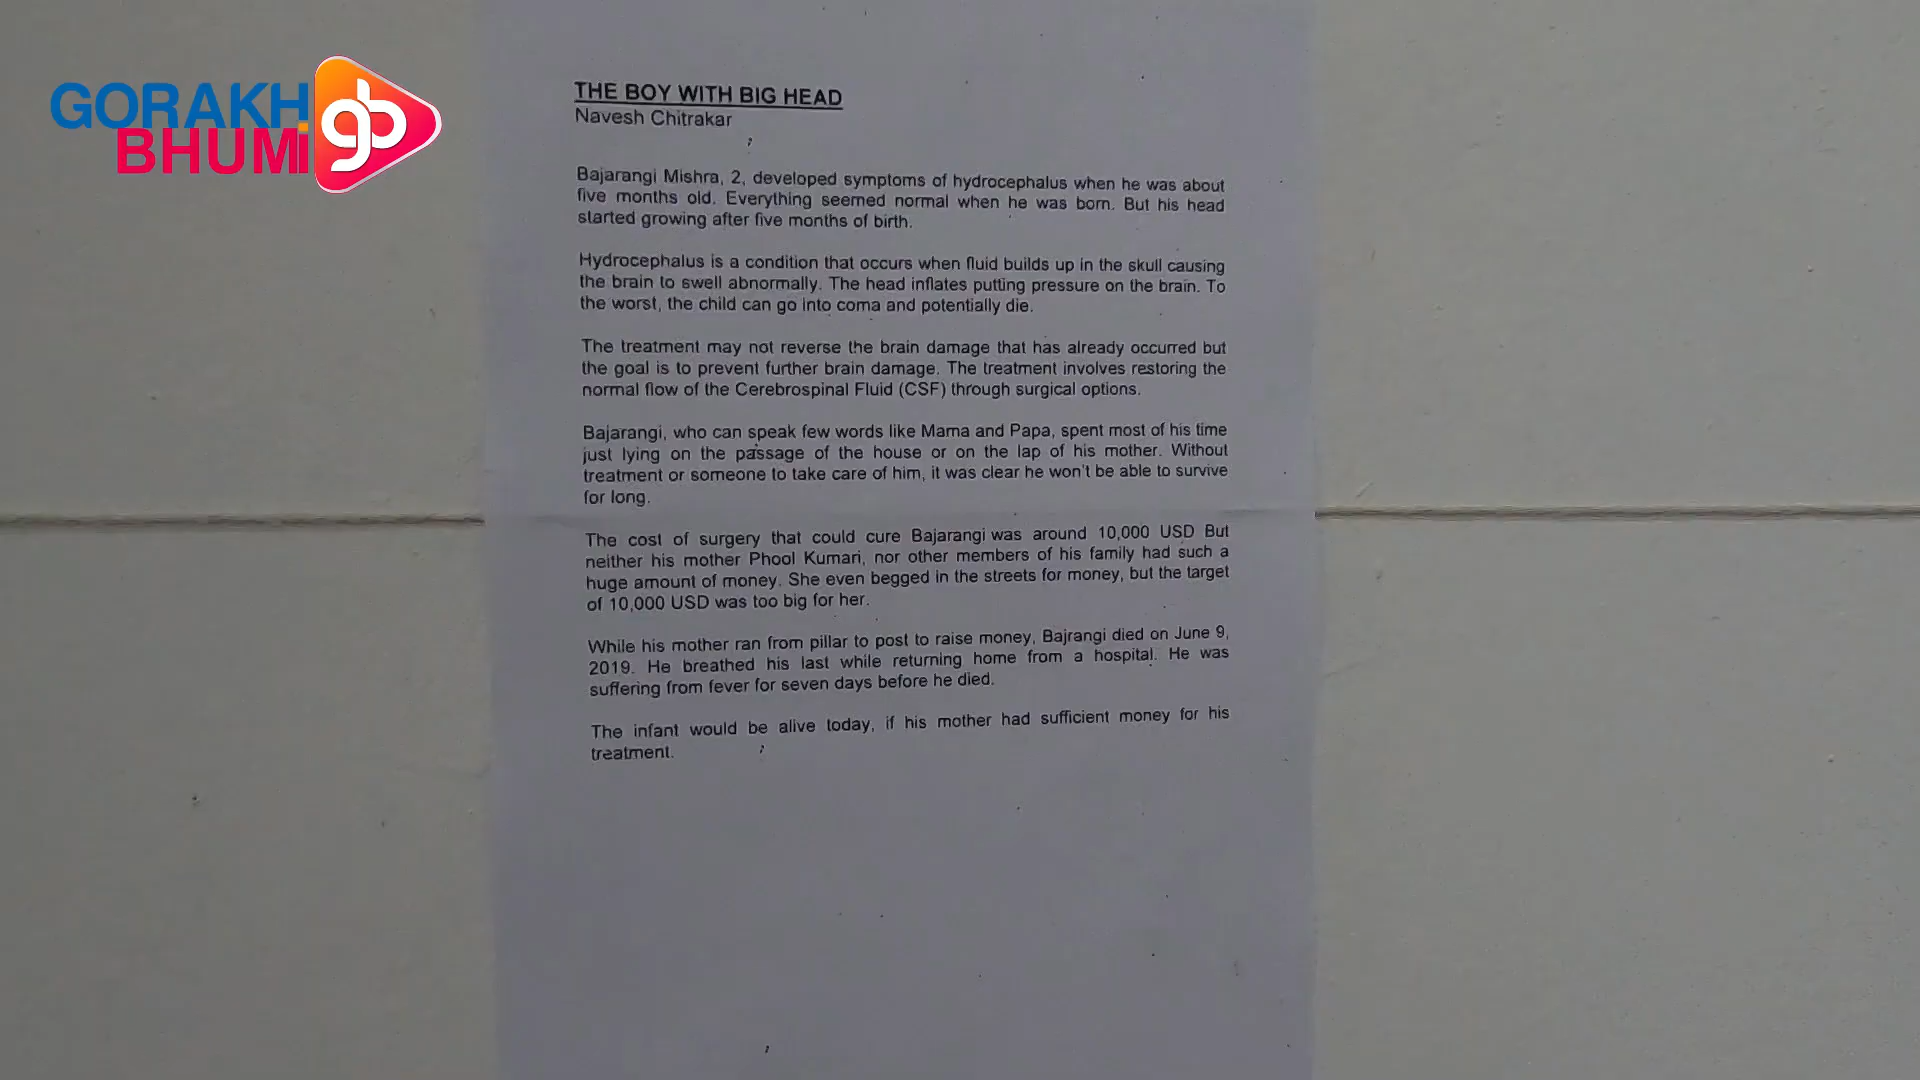 GORAKH
BHUMi
gb
THE BOY WITH BIG HEAD
Navesh Chitrakar
Bajarangi Mishra, 2, developed symptoms of hydrocephalus when he was about
five months old. Everything seemed normal when he was born. But his head
started growing after five months of birth.
Hydrocephalus is a condition that occurs when fluid builds up in the skull causing
the brain to swell abnormally. The head inflates putting pressure on the brain. To
the worst, the child can go into coma and potentially die.
The treatment may not reverse the brain damage that has already occurred but
the goal is to prevent further brain damage. The treatment involves restoring the
normal flow of the Cerebrospinal Fluid (CSF) through surgical options.
Bajarangi, who can speak few words like Mama and Papa, spent most of his time
just lying on the passage of the house or on the lap of his mother. Without
treatment or someone to take care of him, it was clear he won't be able to survive
for long.
The cost of surgery that could cure Bajarangi was around 10,000 USD But
neither his mother Phool Kumari, nor other members of his family had such a
huge amount of money. She even begged in the streets for money, but the target
of 10,000 USD was too big for her.
While his mother ran from pillar to post to raise money, Bajrangi died on June 9,
2019. He breathed his last while returning home from a hospital. He was
suffering from fever for seven days before he died.
The infant would be alive today, if his mother had sufficient money for his
treatment.